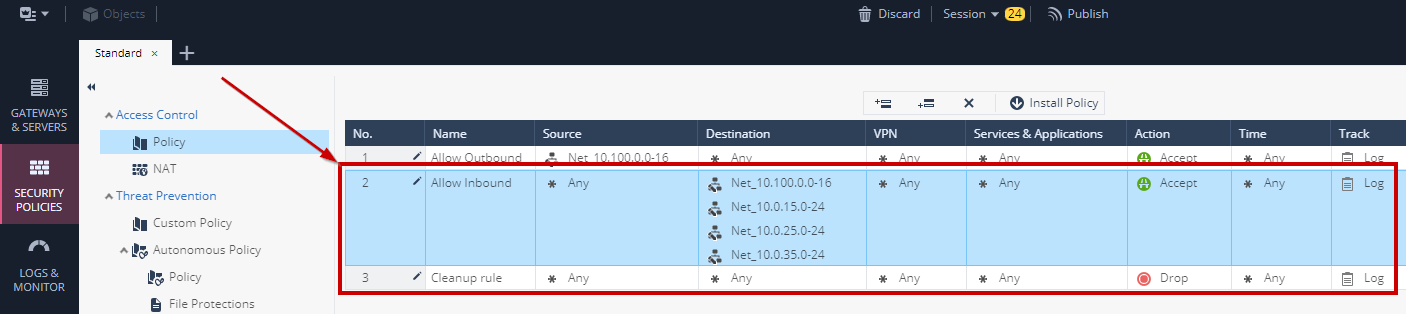 Objects Discard Session 24 Publish
Standard × +
GATEWAYS
& SERVERS
SECURITY
POLICIES
LOGS &
MONITOR
Access Control
Policy
NAT
Threat Prevention
Custom Policy
Autonomous Policy
Policy
File Protections
Install Policy
No. Name Source Destination VPN Services & Applications Action Time Track
1 Allow Outbound Net_10.100.0.0-16 * Any * Any * Any Accept * Any Log
2 Allow Inbound * Any Net_10.100.0.0-16 * Any * Any Accept * Any Log
Net_10.0.15.0-24
Net_10.0.25.0-24
Net_10.0.35.0-24
3 Cleanup rule * Any * Any * Any * Any Drop * Any Log